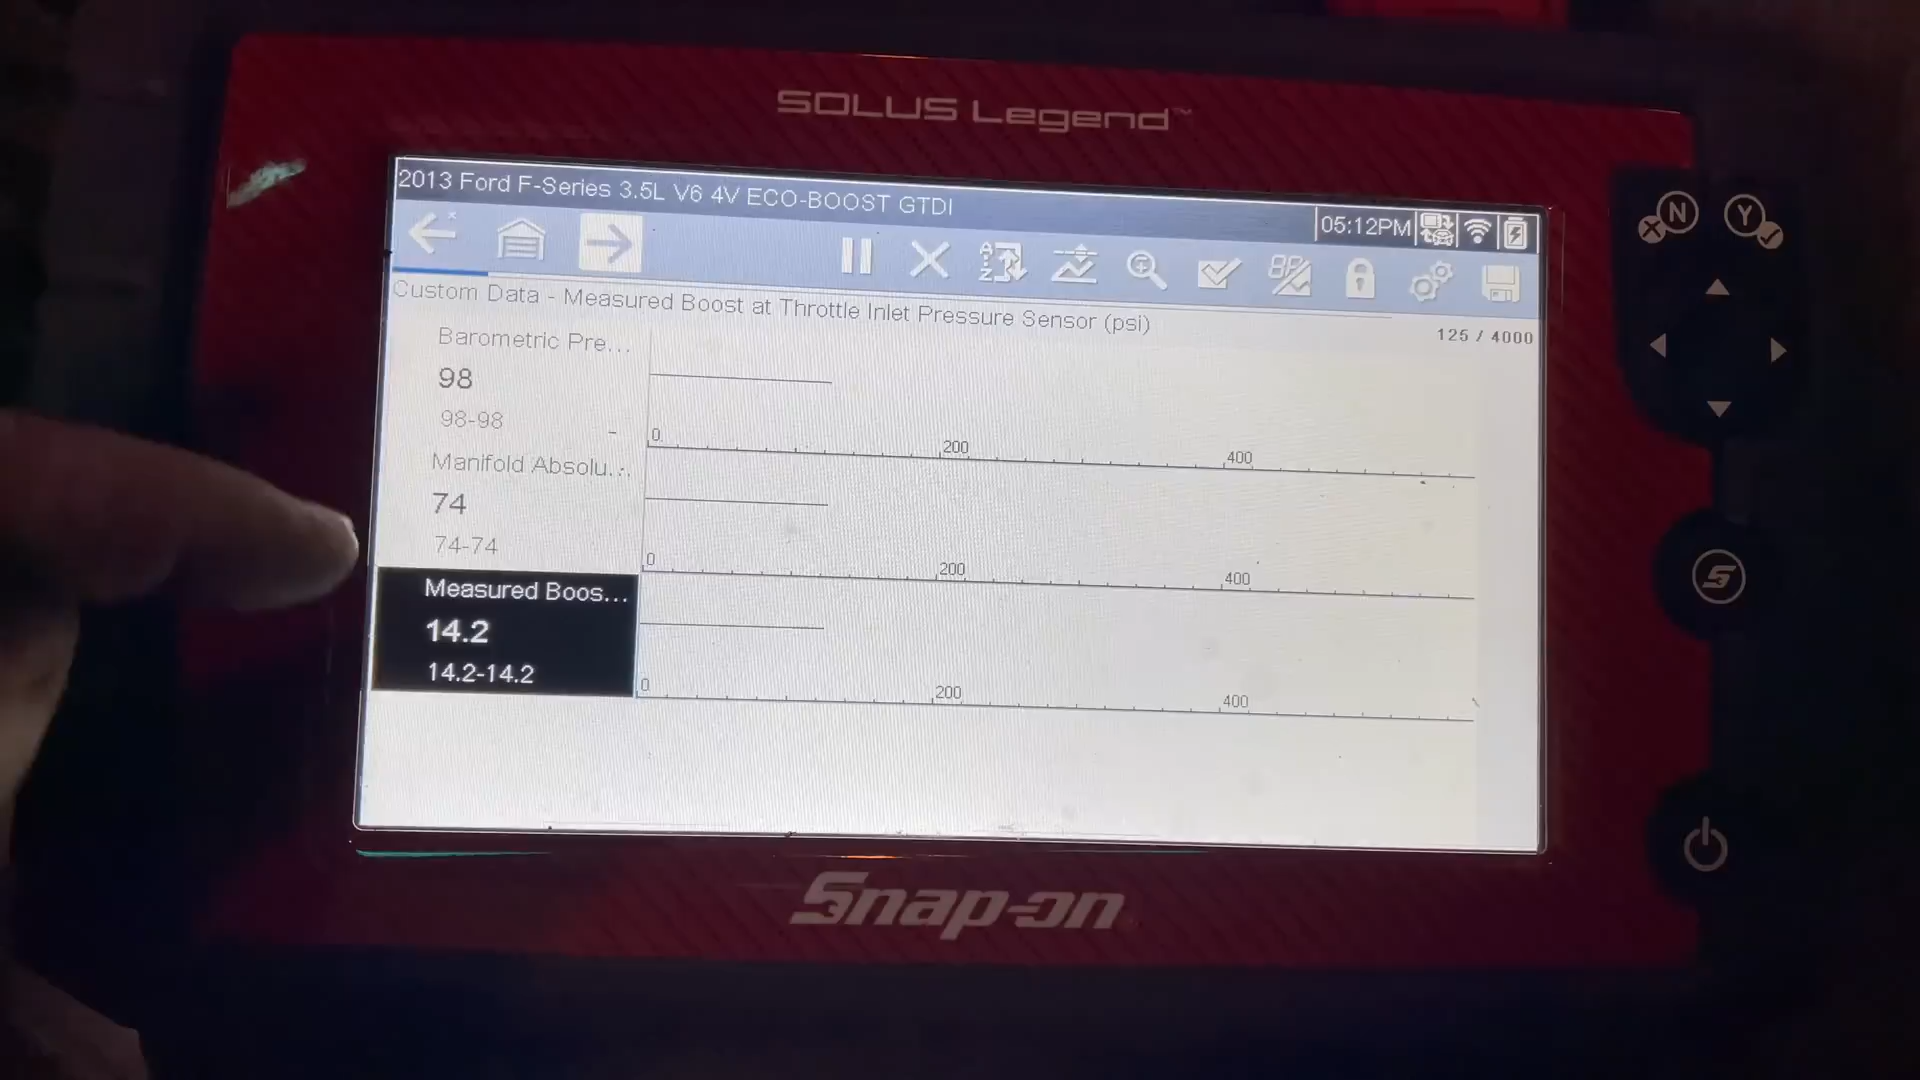 SOLUS Legend™
2013 Ford F-Series 3.5L V6 4V ECO-BOOST GTDI
05:12PM
Custom Data - Measured Boost at Throttle Inlet Pressure Sensor (psi)
125 / 4000
Barometric Pre...
98
98-98
0 200 400
Manifold Absolu...
74
74-74
0 200 400
Measured Boos...
14.2
14.2-14.2
0 200 400
N
Y
S
Snap-on